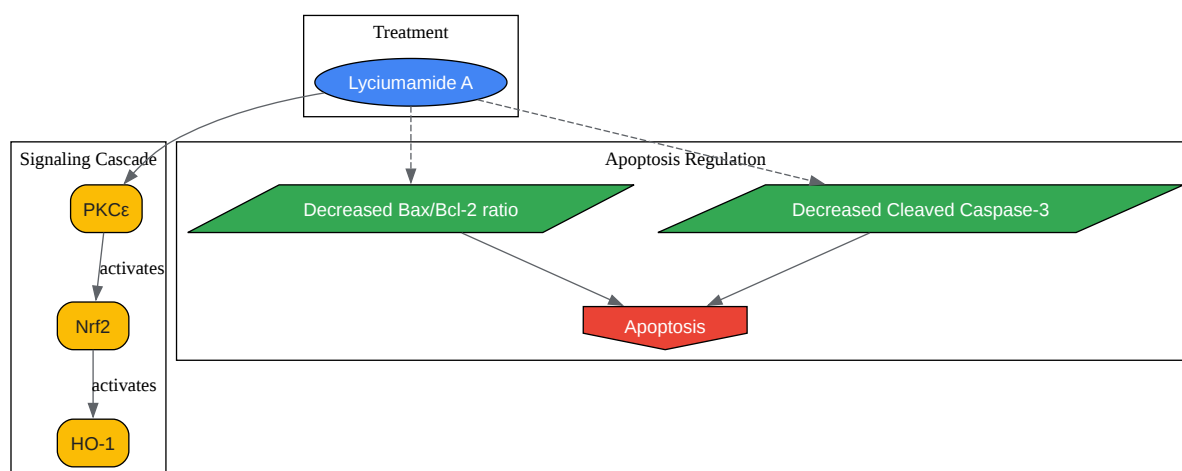 Treatment
Lyciumamide A
Signaling Cascade
Apoptosis Regulation
PKCε
Decreased Bax/Bcl-2 ratio
Decreased Cleaved Caspase-3
activates
Nrf2
Apoptosis
activates
HO-1